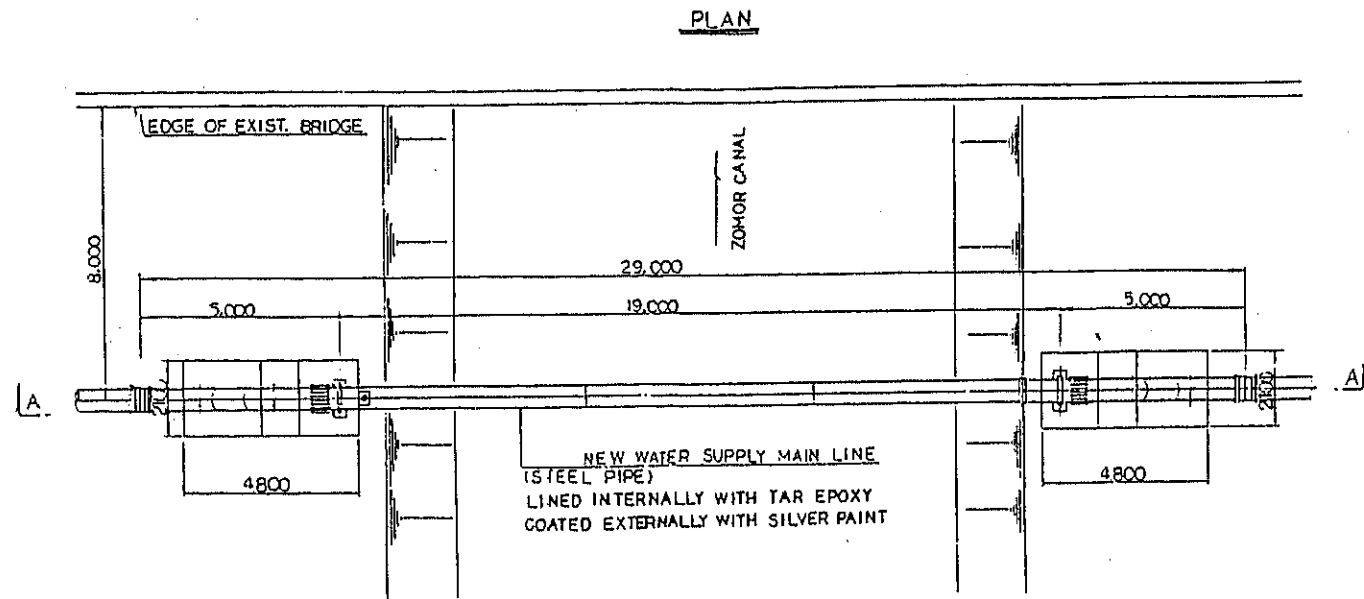 PLAN
EDGE OF EXIST. BRIDGE
ZOMOR CANAL
8.000
29,000
5,000
19,000
5,000
A
A
2100
4800
4800
NEW WATER SUPPLY MAIN LINE
(STEEL PIPE)
LINED INTERNALLY WITH TAR EPOXY
COATED EXTERNALLY WITH SILVER PAINT